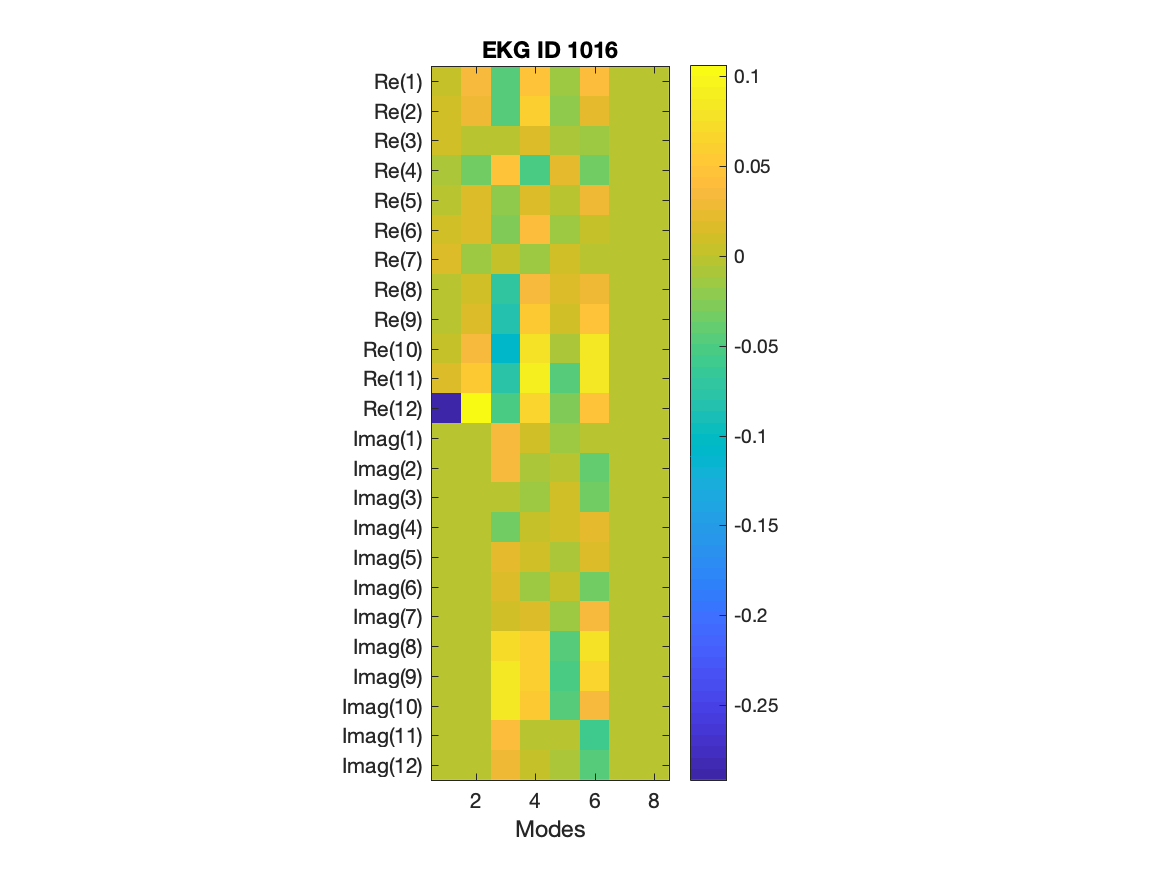 EKG ID 1016
Re(1)
Re(2)
Re(3)
Re(4)
Re(5)
Re(6)
Re(7)
Re(8)
Re(9)
Re(10)
Re(11)
Re(12)
Imag(1)
Imag(2)
Imag(3)
Imag(4)
Imag(5)
Imag(6)
Imag(7)
Imag(8)
Imag(9)
Imag(10)
Imag(11)
Imag(12)
2 4 6 8
Modes
0.1
0.05
0
-0.05
-0.1
-0.15
-0.2
-0.25